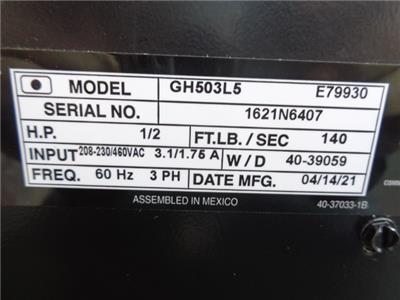 MODEL GH503L5 E79930
SERIAL NO. 1621N6407
H.P. 1/2 FT.LB. / SEC 140
INPUT 208-230/460VAC 3.1/1.75 A W / D 40-39059
FREQ. 60 Hz 3 PH DATE MFG. 04/14/21
ASSEMBLED IN MEXICO 40-37033-1B